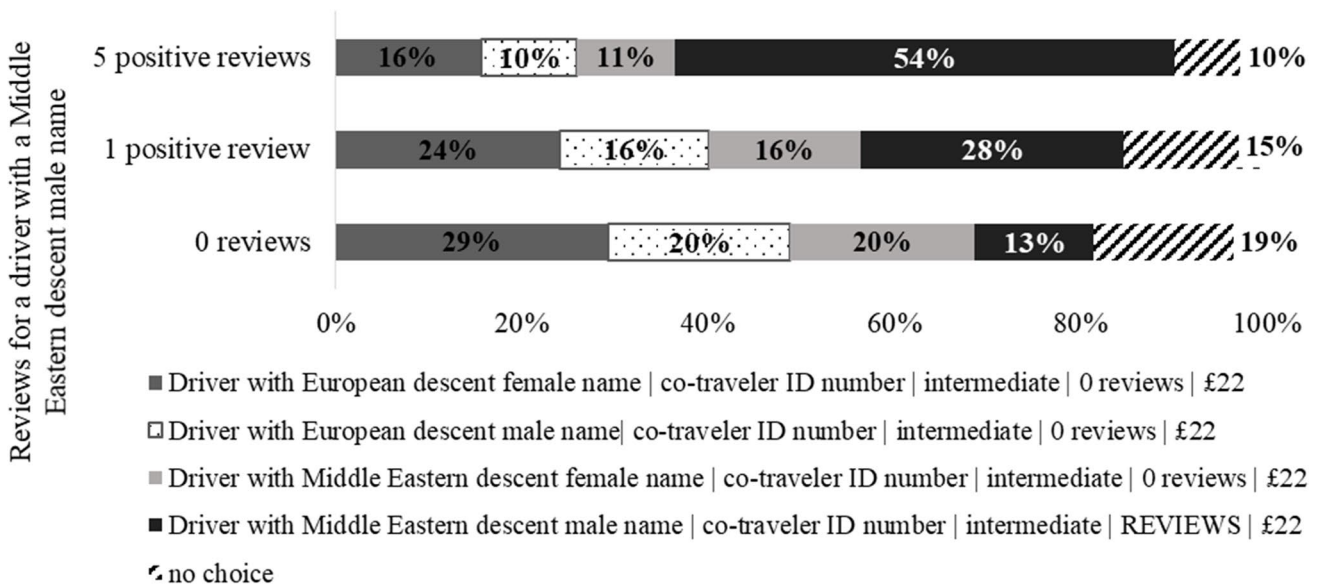 Reviews for a driver with a Middle
Eastern descent male name
5 positive reviews
16%
10%
11%
54%
10%
1 positive review
24%
16%
16%
28%
15%
0 reviews
29%
20%
20%
13%
19%
0%
20%
40%
60%
80%
100%
Driver with European descent female name | co-traveler ID number | intermediate | 0 reviews | £22
Driver with European descent male name| co-traveler ID number | intermediate | 0 reviews | £22
Driver with Middle Eastern descent female name | co-traveler ID number | intermediate | 0 reviews | £22
Driver with Middle Eastern descent male name | co-traveler ID number | intermediate | REVIEWS | £22
no choice